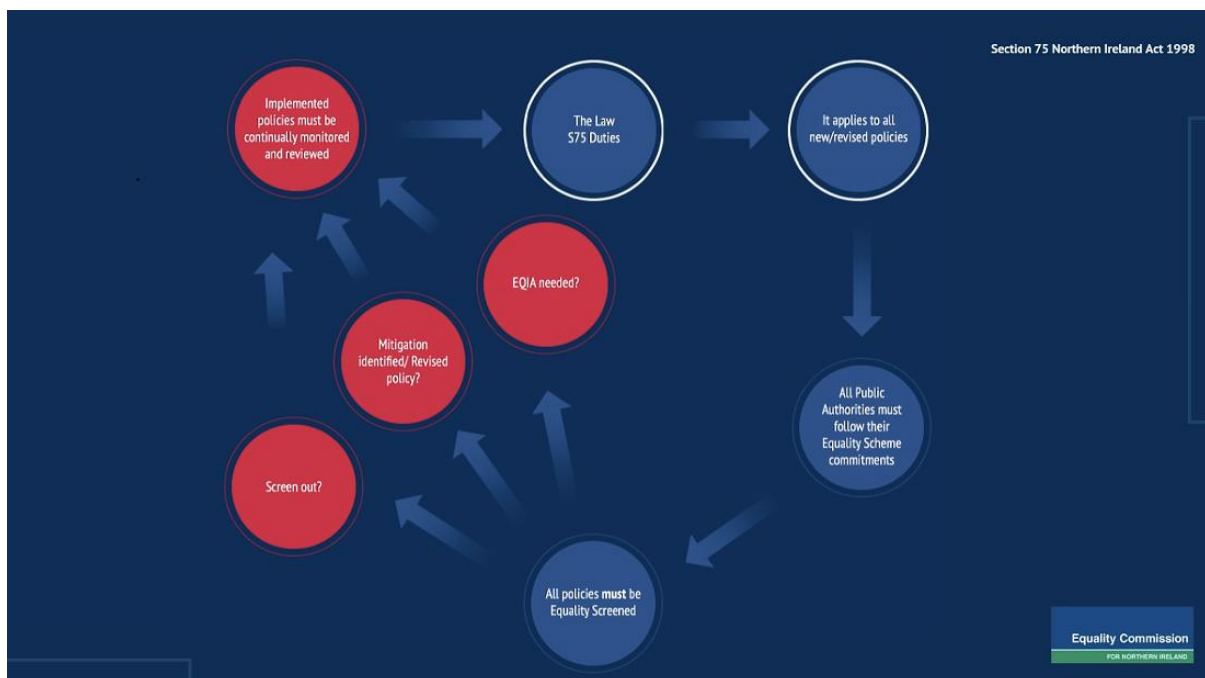 Section 75 Northern Ireland Act 1998
Implemented
policies must be
continually monitored
and reviewed
The Law
S75 Duties
It applies to all
new/revised policies
EQIA needed?
Mitigation
identified/ Revised
policy?
All Public
Authorities must
follow their
Equality Scheme
commitments
Screen out?
All policies must be
Equality Screened
Equality Commission
FOR NORTHERN IRELAND